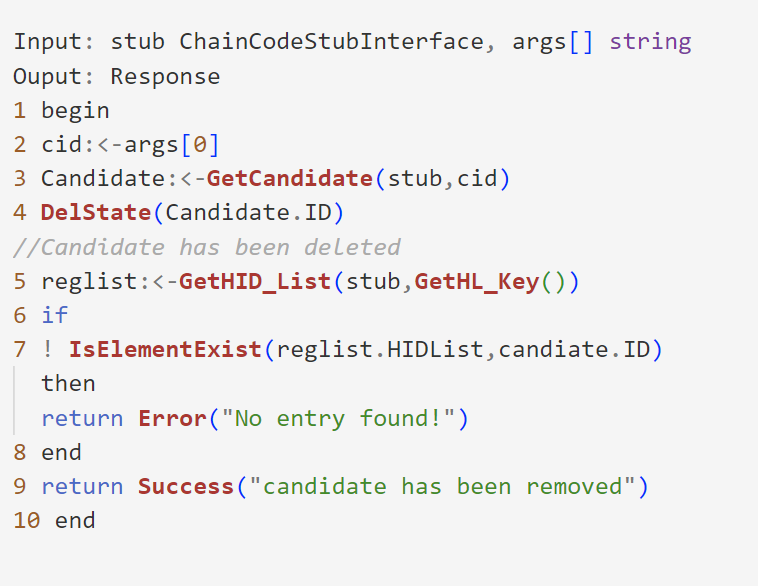 Input: stub ChainCodeStubInterface, args[] string
Ouput: Response
1 begin
2 cid:<-args[0]
3 Candidate:<-GetCandidate(stub,cid)
4 DelState(Candidate.ID)
//Candidate has been deleted
5 reglist:<-GetHID_List(stub,GetHL_Key())
6 if
7 ! IsElementExist(reglist.HIDList,candiate.ID)
then
return Error("No entry found!")
8 end
9 return Success("candidate has been removed")
10 end